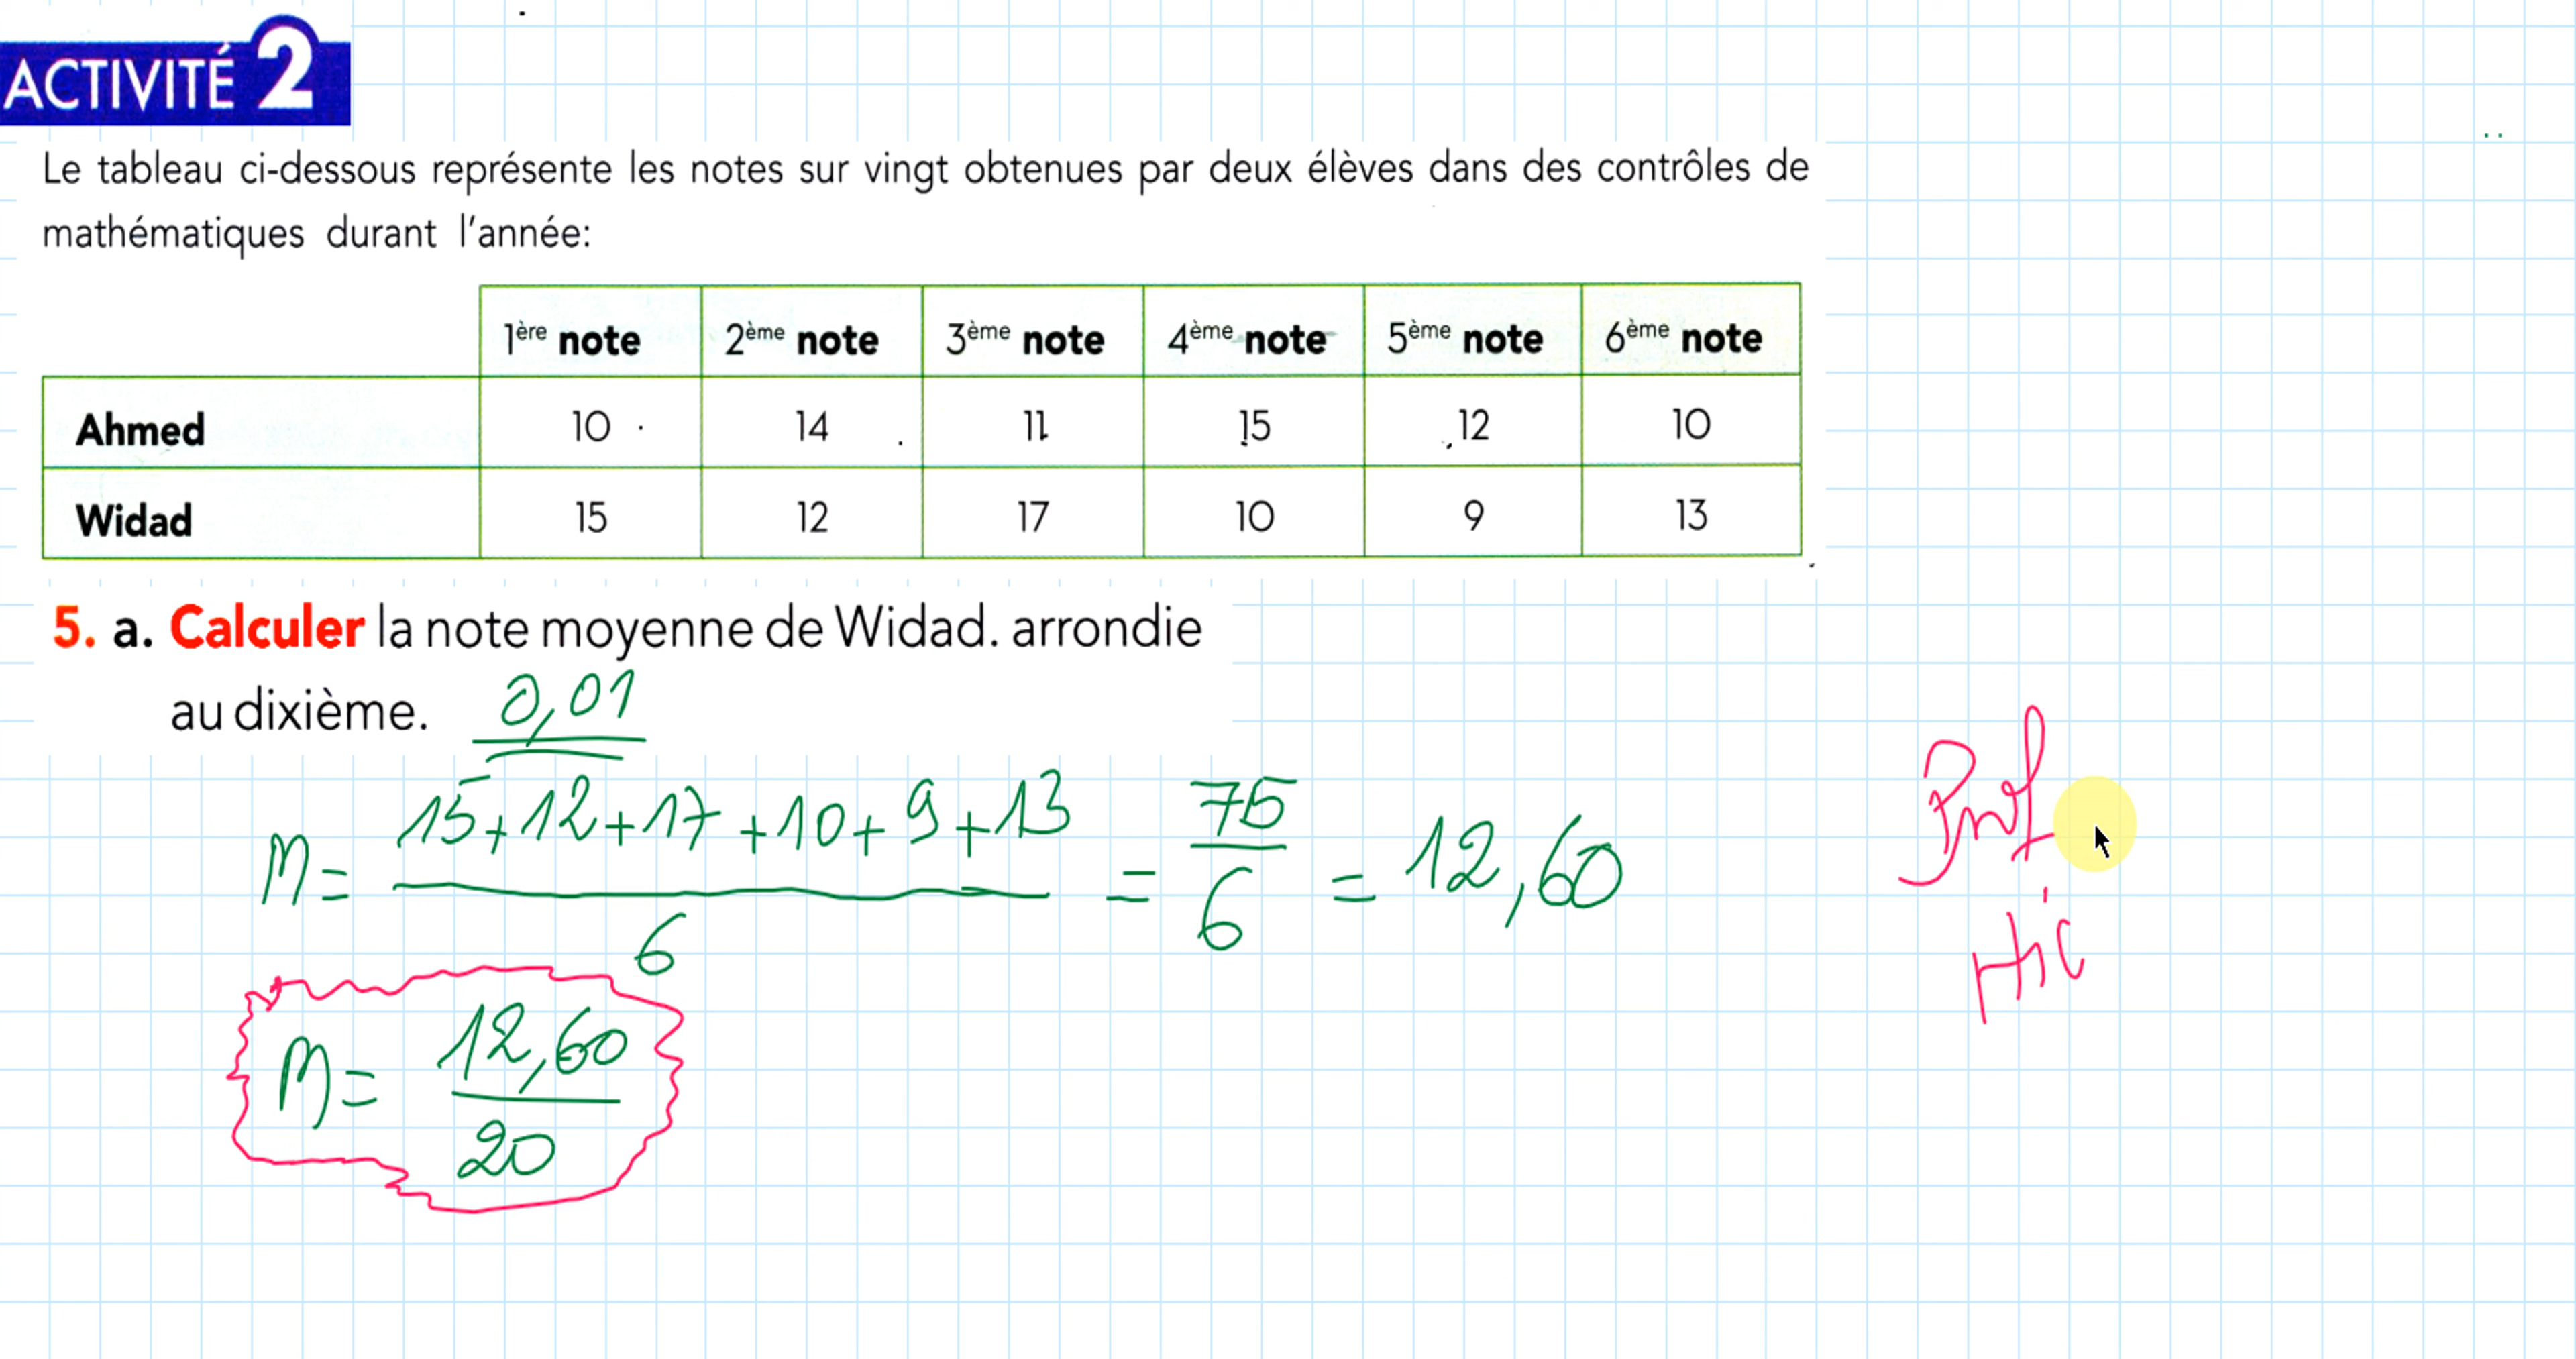 ACTIVITÉ 2
Le tableau ci-dessous représente les notes sur vingt obtenues par deux élèves dans des contrôles de
mathématiques durant l'année:
1ère note 2ème note 3ème note 4ème note 5ème note 6ème note
Ahmed 10 14 11 15 12 10
Widad 15 12 17 10 9 13
5. a. Calculer la note moyenne de Widad. arrondie
au dixième. 0,01
M = (15+12+17+10+9+13)/6 = 75/6 = 12,60
M = 12,60/20
Prof